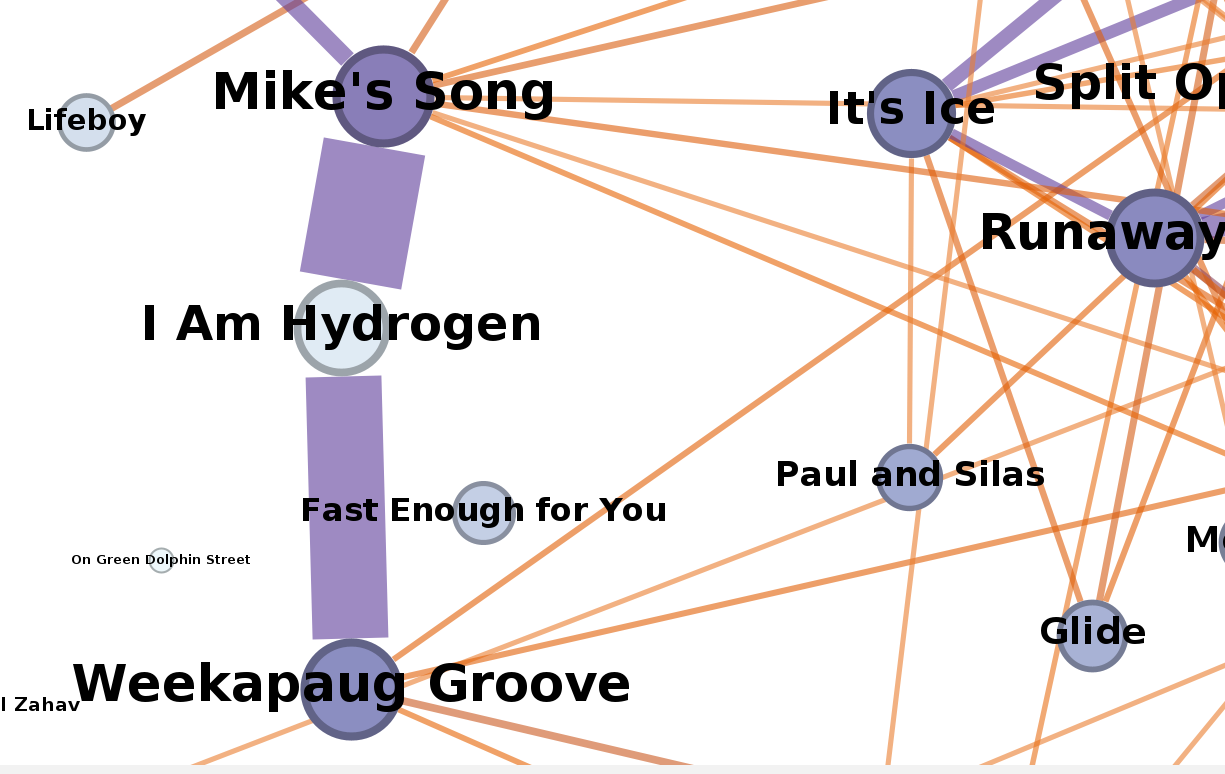 Split Op
Mike's Song
It's Ice
Lifeboy
Runaway
I Am Hydrogen
Paul and Silas
Fast Enough for You
On Green Dolphin Street
Glide
Weekapaug Groove
l Zahav